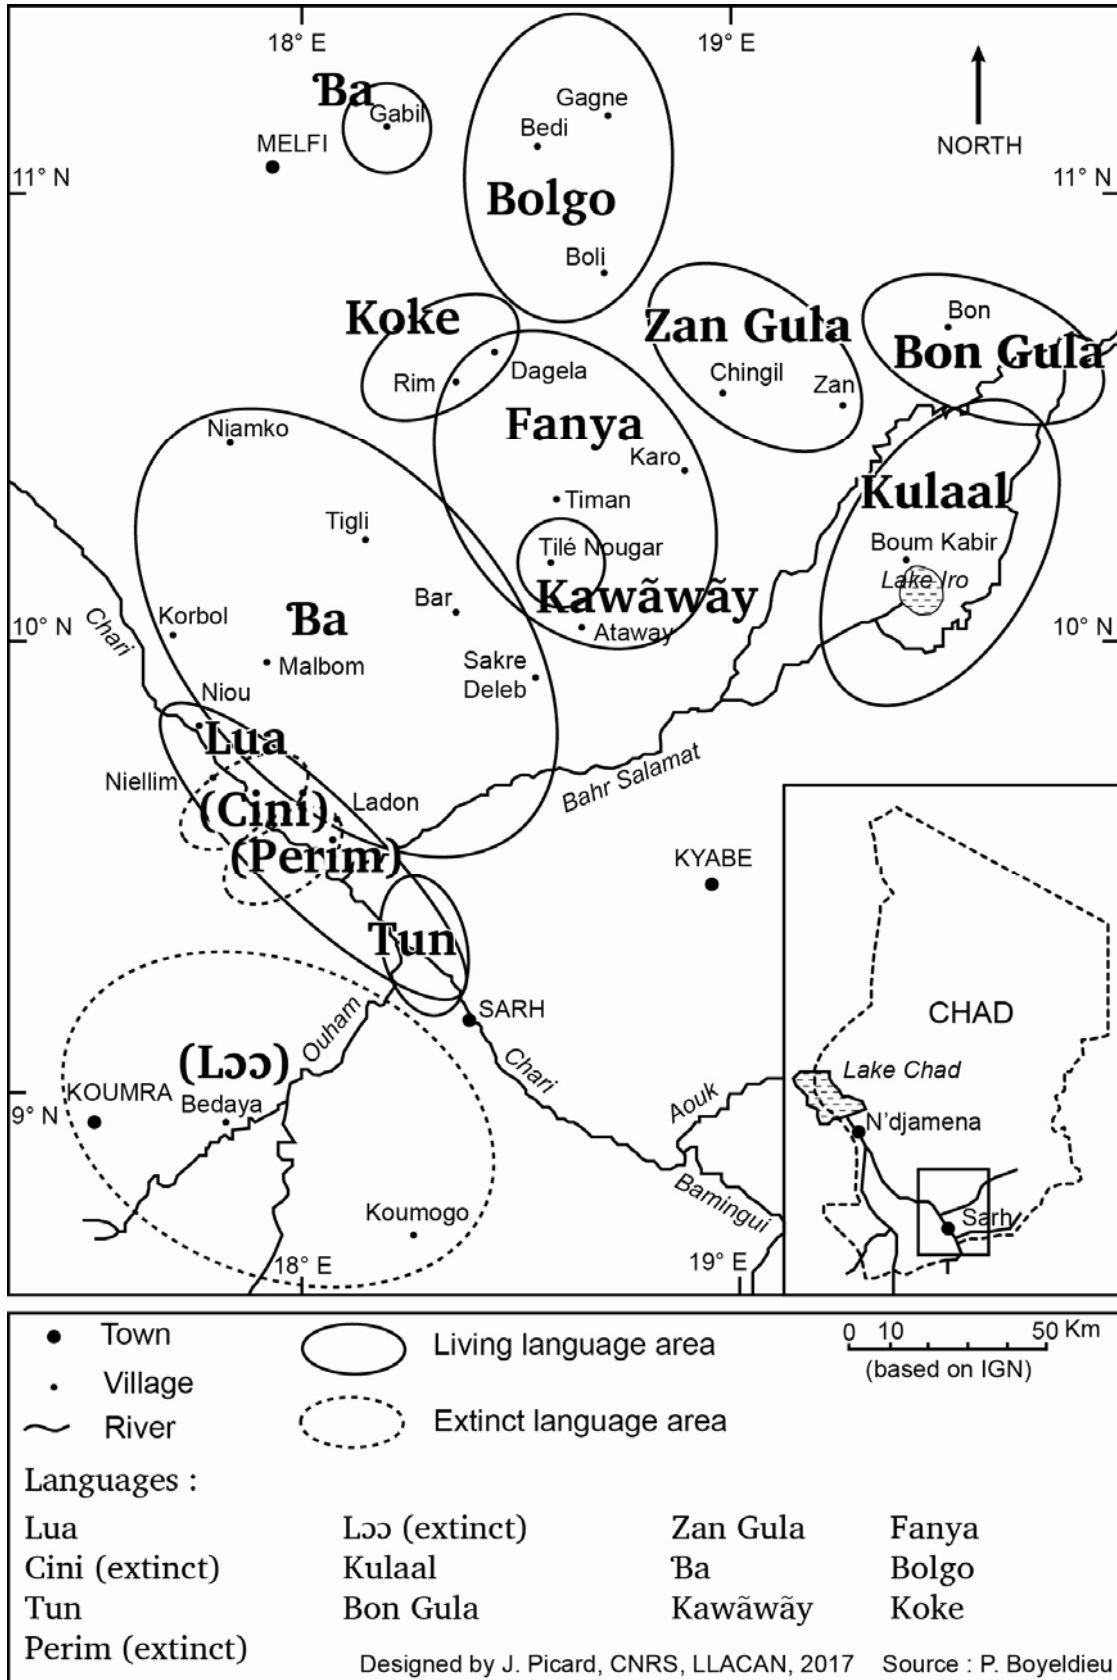 18° E
19° E
Ɓa
Gabil
MELFI
Gagne
Bedi
Bolgo
Boli
NORTH
11° N
11° N
Koke
Rim
Dagela
Zan Gula
Chingil
Zan
Bon
Bon Gula
Fanya
Karo
Timan
Tilé Nougar
Kawãwãy
Ataway
Kulaal
Boum Kabir
Lake Iro
Niamko
Tigli
Bar
Korbol
Ɓa
Malbom
Sakre
Deleb
Chari
10° N
10° N
Niou
Lua
Niellim
(Cini)
Ladon
(Perim)
Bahr Salamat
KYABE
Tun
SARH
Ouham
Chari
(Lɔɔ)
KOUMRA
Bedaya
9° N
Aouk
Bamingui
Koumogo
18° E
19° E
CHAD
Lake Chad
N'djamena
Sarh
Town
Village
River
Living language area
Extinct language area
0 10 50 Km
(based on IGN)
Languages :
Lua
Cini (extinct)
Tun
Perim (extinct)
Lɔɔ (extinct)
Kulaal
Bon Gula
Zan Gula
Ɓa
Kawãwãy
Fanya
Bolgo
Koke
Designed by J. Picard, CNRS, LLACAN, 2017 Source : P. Boyeldieu